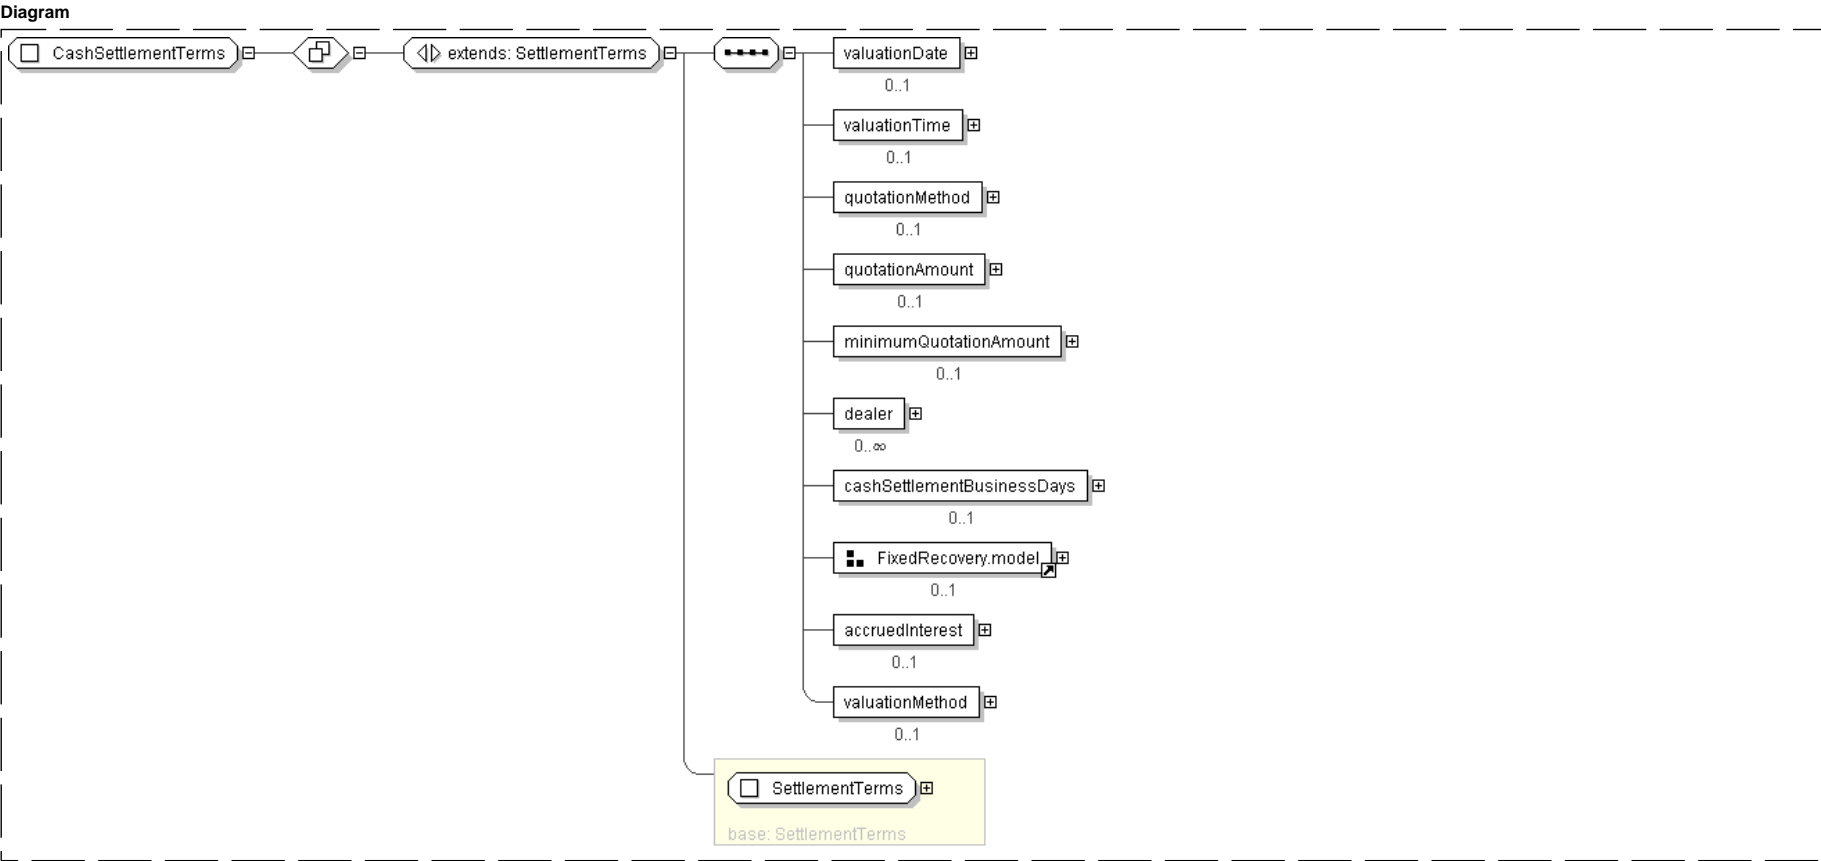 Diagram
CashSettlementTerms
extends: SettlementTerms
valuationDate
0..1
valuationTime
0..1
quotationMethod
0..1
quotationAmount
0..1
minimumQuotationAmount
0..1
dealer
0..∞
cashSettlementBusinessDays
0..1
FixedRecovery.model
0..1
accruedInterest
0..1
valuationMethod
0..1
SettlementTerms
base: SettlementTerms